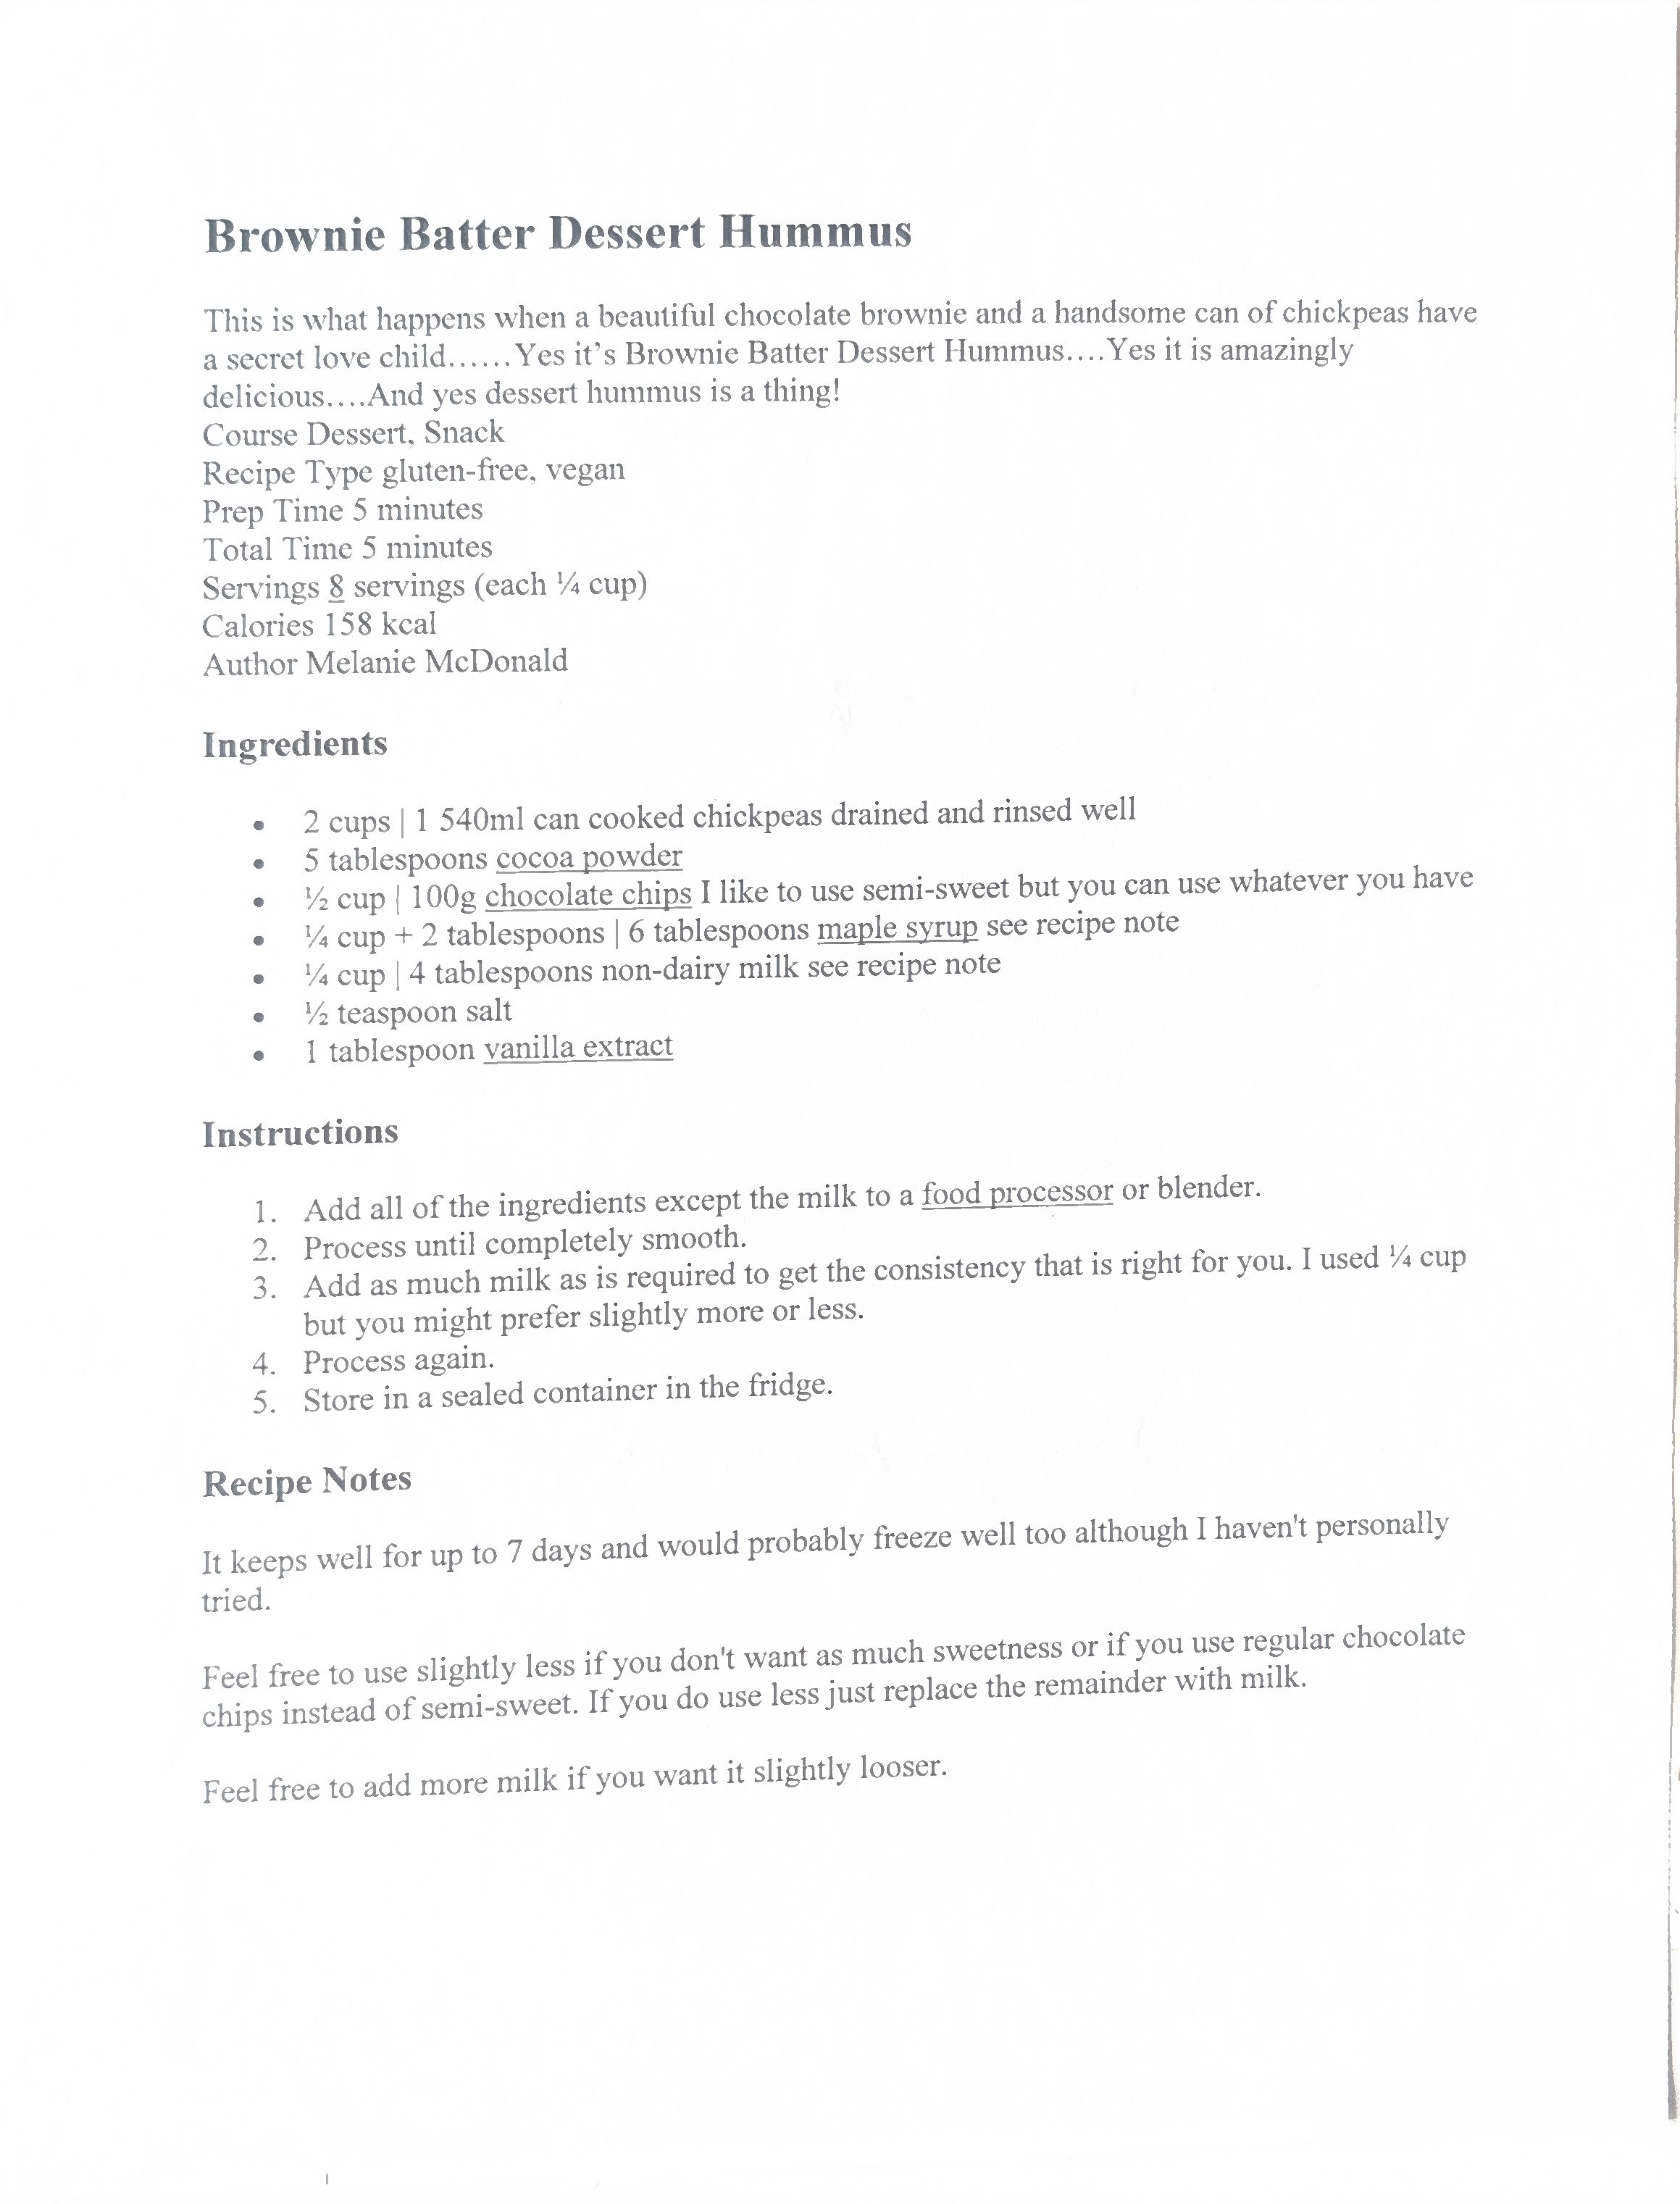 Brownie Batter Dessert Hummus
This is what happens when a beautiful chocolate brownie and a handsome can of chickpeas have
a secret love child......Yes it’s Brownie Batter Dessert Hummus....Yes it is amazingly
delicious....And yes dessert hummus is a thing!
Course Dessert, Snack
Recipe Type gluten-free, vegan
Prep Time 5 minutes
Total Time 5 minutes
Servings 8 servings (each ¼ cup)
Calories 158 kcal
Author Melanie McDonald
Ingredients
• 2 cups | 1 540ml can cooked chickpeas drained and rinsed well
• 5 tablespoons cocoa powder
• ½ cup | 100g chocolate chips I like to use semi-sweet but you can use whatever you have
• ¼ cup + 2 tablespoons | 6 tablespoons maple syrup see recipe note
• ¼ cup | 4 tablespoons non-dairy milk see recipe note
• ½ teaspoon salt
• 1 tablespoon vanilla extract
Instructions
1. Add all of the ingredients except the milk to a food processor or blender.
2. Process until completely smooth.
3. Add as much milk as is required to get the consistency that is right for you. I used ¼ cup
but you might prefer slightly more or less.
4. Process again.
5. Store in a sealed container in the fridge.
Recipe Notes
It keeps well for up to 7 days and would probably freeze well too although I haven't personally
tried.
Feel free to use slightly less if you don't want as much sweetness or if you use regular chocolate
chips instead of semi-sweet. If you do use less just replace the remainder with milk.
Feel free to add more milk if you want it slightly looser.